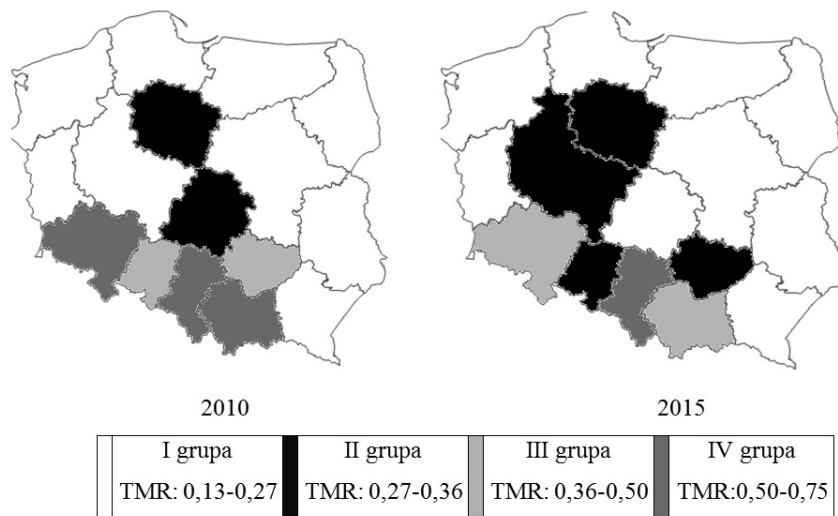 2010 2015
I grupa II grupa III grupa IV grupa
TMR: 0,13-0,27 TMR: 0,27-0,36 TMR: 0,36-0,50 TMR:0,50-0,75